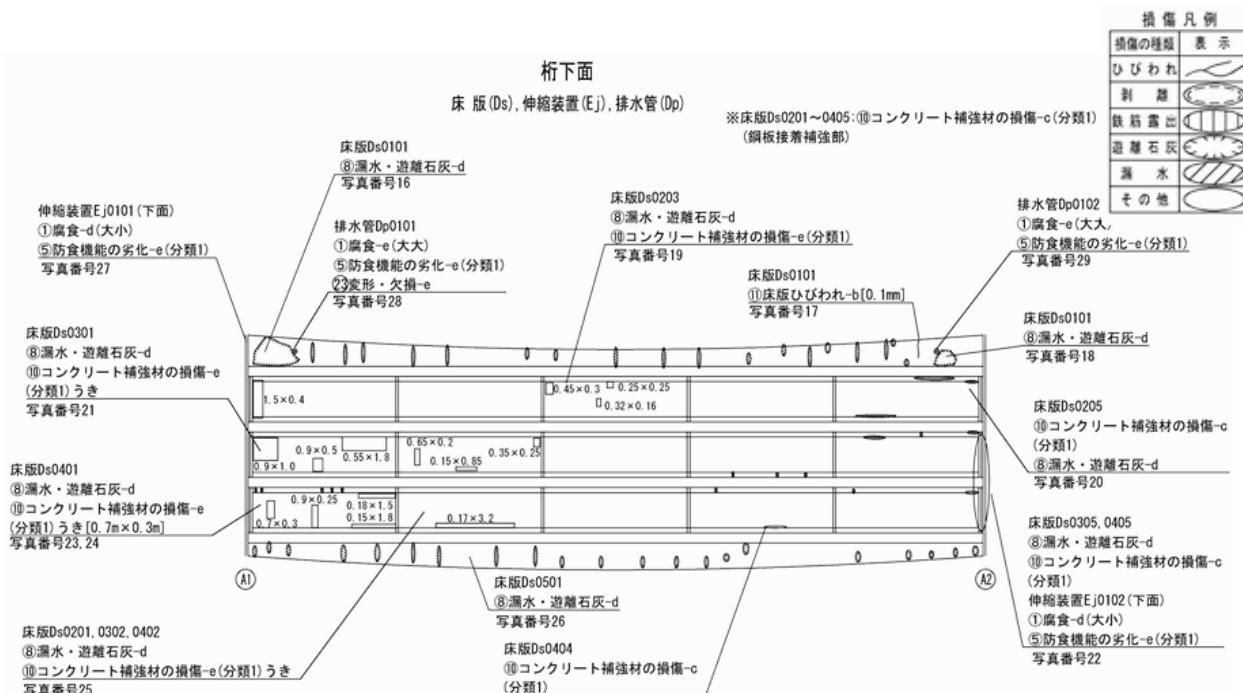 損傷凡例
損傷の種類 表示
ひびわれ
剥離
鉄筋露出
遊離石灰
漏水
その他
桁下面
床版(Ds),伸縮装置(Ej),排水管(Dp)
※床版Ds0201～0405:⑩コンクリート補強材の損傷-c(分類1)
(鋼板接着補強部)
床版Ds0101
⑧漏水・遊離石灰-d
写真番号16
伸縮装置Ej0101(下面)
①腐食-d(大小)
⑤防食機能の劣化-e(分類1)
写真番号27
排水管Dp0101
①腐食-e(大大)
⑤防食機能の劣化-e(分類1)
㉓変形・欠損-e
写真番号28
床版Ds0203
⑧漏水・遊離石灰-d
⑩コンクリート補強材の損傷-e(分類1)
写真番号19
床版Ds0101
⑪床版ひびわれ-b[0.1mm]
写真番号17
排水管Dp0102
①腐食-e(大大)
⑤防食機能の劣化-e(分類1)
写真番号29
床版Ds0101
⑧漏水・遊離石灰-d
写真番号18
床版Ds0301
⑧漏水・遊離石灰-d
⑩コンクリート補強材の損傷-e
(分類1)うき
写真番号21
床版Ds0205
⑩コンクリート補強材の損傷-c
(分類1)
⑧漏水・遊離石灰-d
写真番号20
床版Ds0401
⑧漏水・遊離石灰-d
⑩コンクリート補強材の損傷-e
(分類1)うき[0.7m×0.3m]
写真番号23,24
1.5×0.4
0.45×0.3
0.25×0.25
0.32×0.16
0.9×1.0
0.9×0.5
0.55×1.8
0.65×0.2
0.15×0.85
0.35×0.25
0.7×0.3
0.9×0.25
0.18×1.5
0.15×1.8
0.17×3.2
A1
A2
床版Ds0305,0405
⑧漏水・遊離石灰-d
⑩コンクリート補強材の損傷-c
(分類1)
伸縮装置Ej0102(下面)
①腐食-d(大小)
⑤防食機能の劣化-e(分類1)
写真番号22
床版Ds0501
⑧漏水・遊離石灰-d
写真番号26
床版Ds0201,0302,0402
⑧漏水・遊離石灰-d
⑩コンクリート補強材の損傷-e(分類1)うき
写真番号25
床版Ds0404
⑩コンクリート補強材の損傷-c
(分類1)